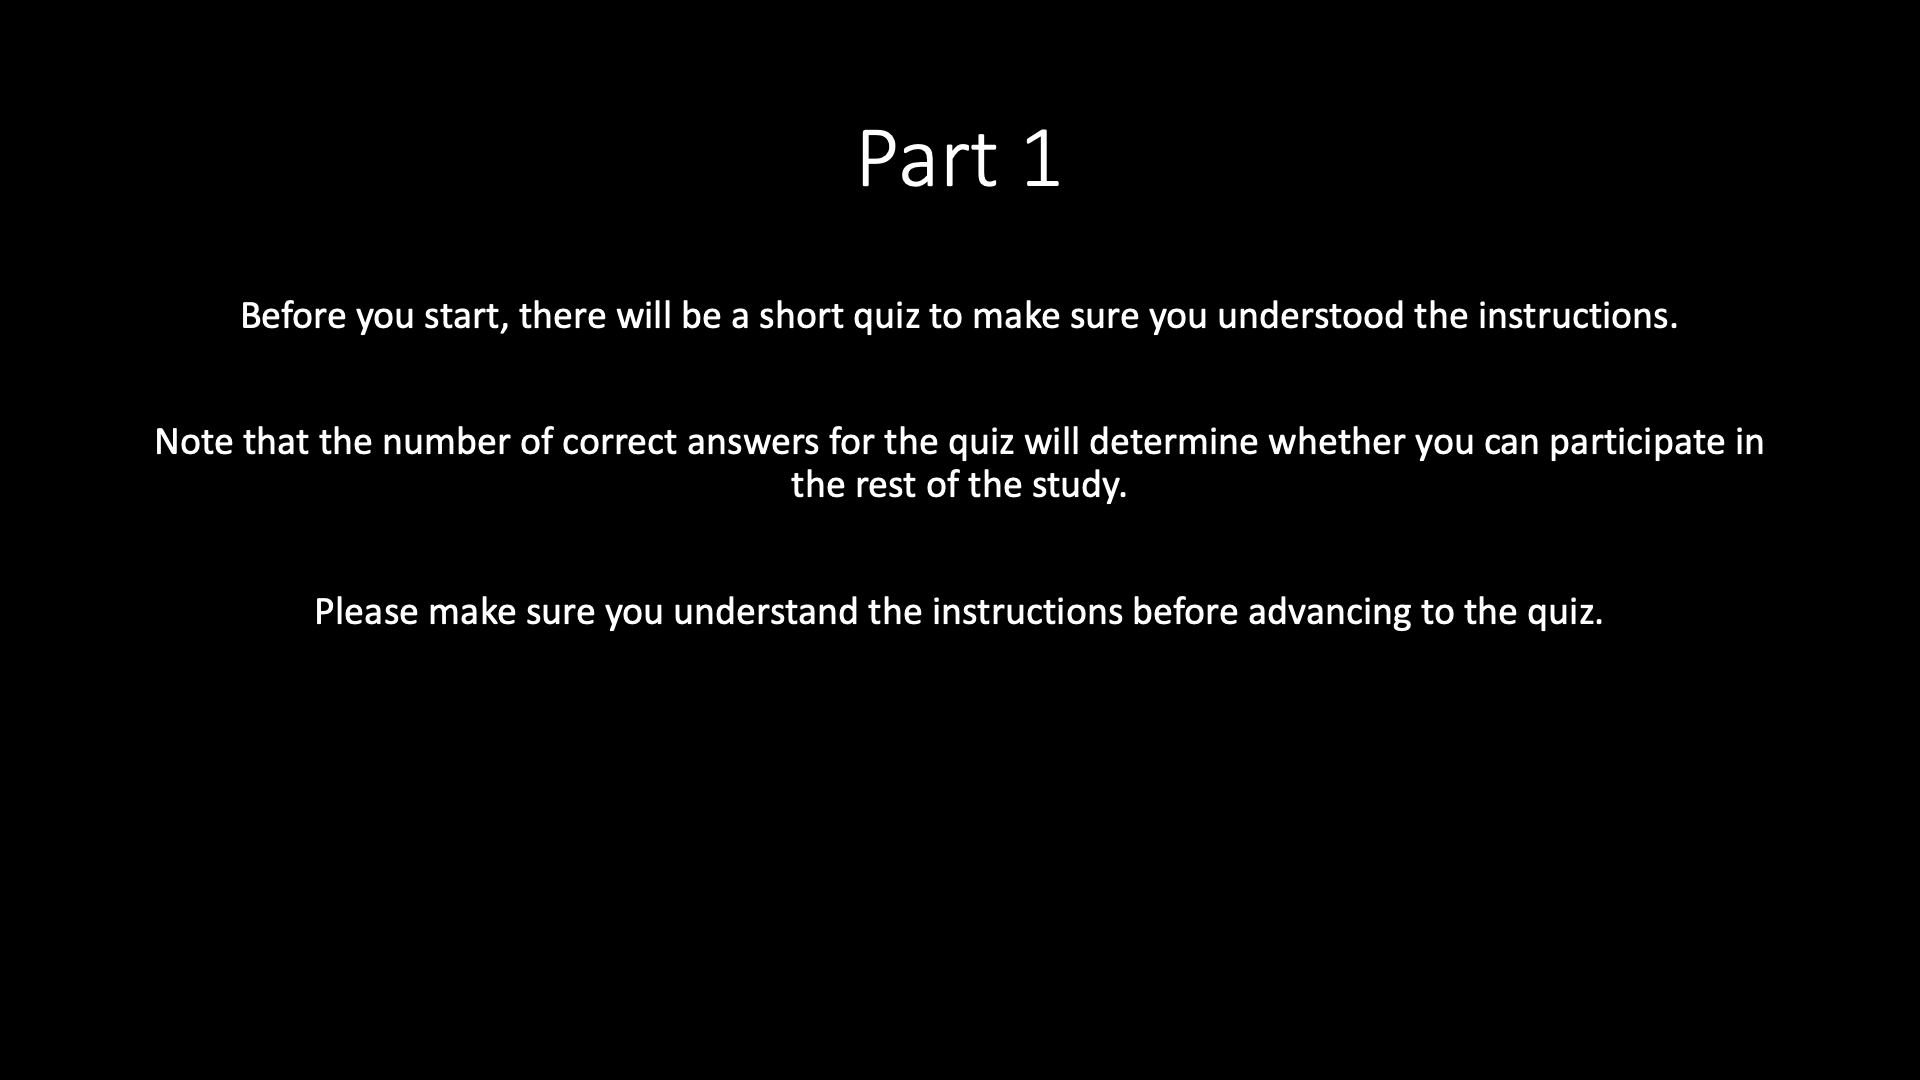 Part 1
Before you start, there will be a short quiz to make sure you understood the instructions.
Note that the number of correct answers for the quiz will determine whether you can participate in
the rest of the study.
Please make sure you understand the instructions before advancing to the quiz.